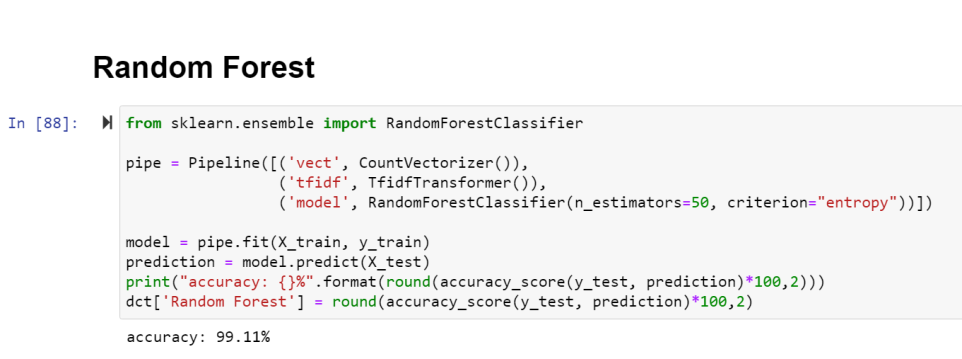 Random Forest
In [88]:
from sklearn.ensemble import RandomForestClassifier
pipe = Pipeline([('vect', CountVectorizer()),
('tfidf', TfidfTransformer()),
('model', RandomForestClassifier(n_estimators=50, criterion="entropy"))])
model = pipe.fit(X_train, y_train)
prediction = model.predict(X_test)
print("accuracy: {}%".format(round(accuracy_score(y_test, prediction)*100,2)))
dct['Random Forest'] = round(accuracy_score(y_test, prediction)*100,2)
accuracy: 99.11%